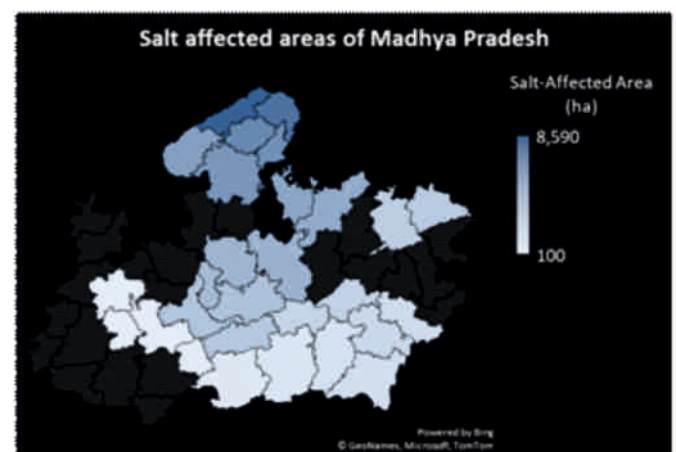 Salt affected areas of Madhya Pradesh
Salt-Affected Area
(ha)
8,590
100
Powered by Bing
© GeoNames, Microsoft, TomTom